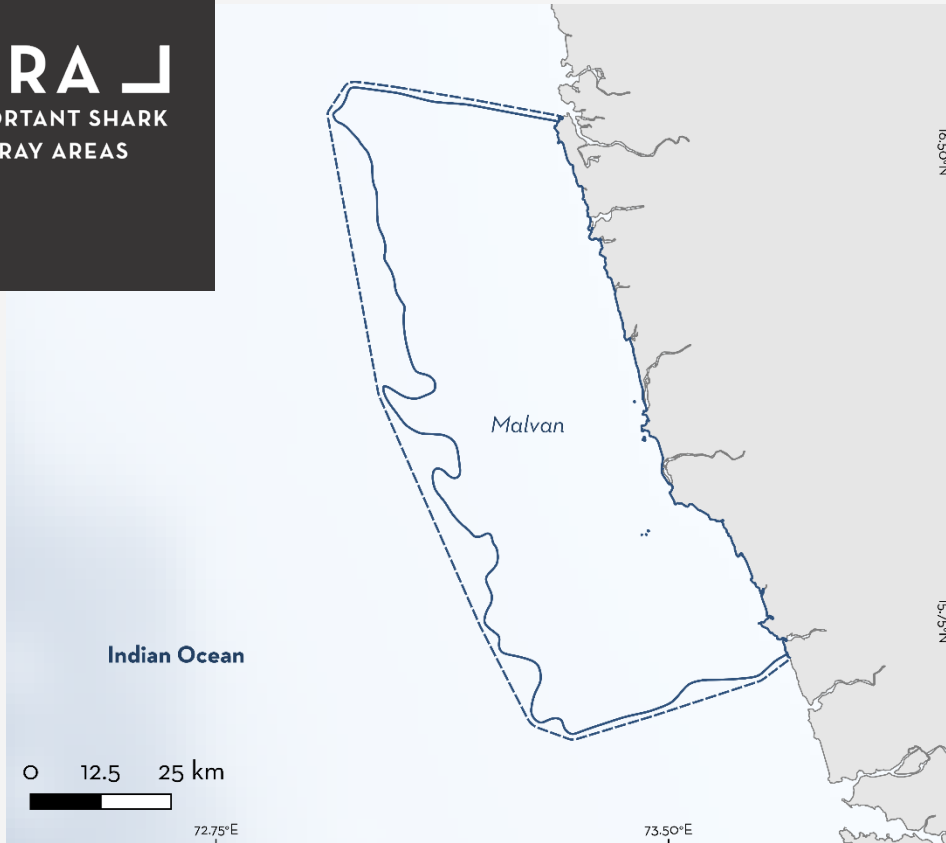 RA
ORTANT SHARK
RAY AREAS
16.50°N
Malvan
15.75°N
Indian Ocean
0 12.5 25 km
72.75°E 73.50°E